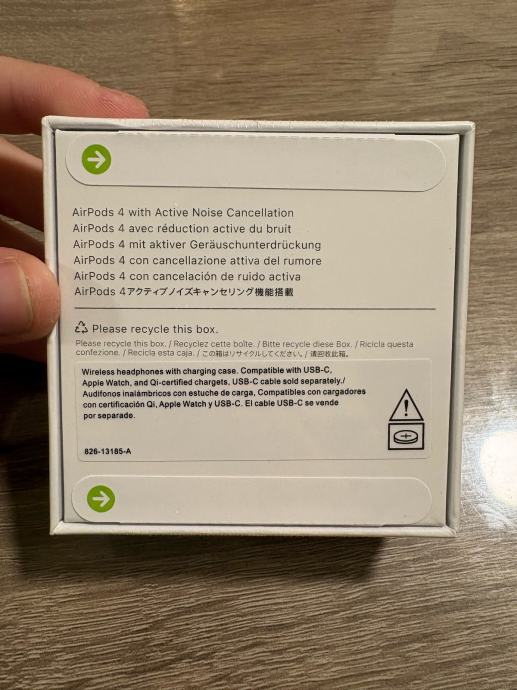 AirPods 4 with Active Noise Cancellation
AirPods 4 avec réduction active du bruit
AirPods 4 mit aktiver Geräuschunterdrückung
AirPods 4 con cancellazione attiva del rumore
AirPods 4 con cancelación de ruido activa
AirPods 4アクティブノイズキャンセリング機能搭載
Please recycle this box.
Please recycle this box. / Recyclez cette boîte. / Bitte recycle diese Box. / Ricicla questa
confezione. / Recicla esta caja. / この箱はリサイクルしてください。/ 请回收此箱。
Wireless headphones with charging case. Compatible with USB-C,
Apple Watch, and Qi-certified chargets, USB-C cable sold separately./
Audífonos inalámbricos con estuche de carga, Compatibles con cargadores
con certificación Qi, Apple Watch y USB-C. El cable USB-C se vende
por separade.
826-13185-A